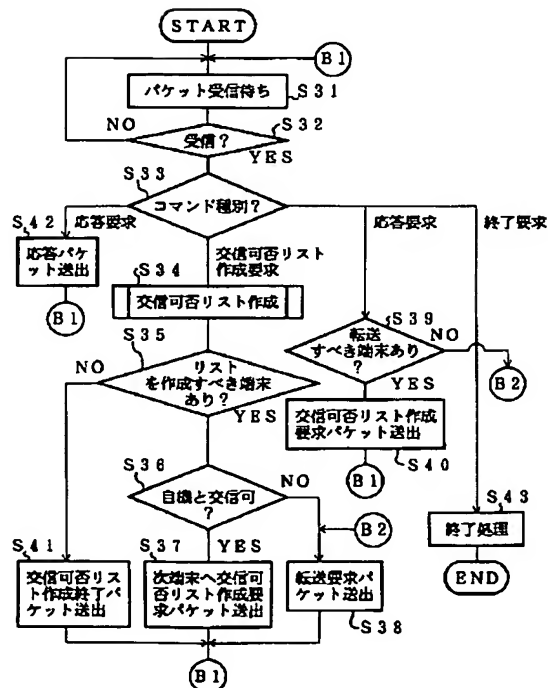 START
B1
パケット受信待ち
S31
NO
S32
受信？
YES
S33
コマンド種別？
S42
応答要求
応答要求
終了要求
応答パケ
ット送出
S34
交信可否リスト
作成要求
B1
交信可否リスト作成
S39
転送
すべき端末あり
？
NO
B2
S35
NO
リスト
を作成すべき端末
あり？
YES
YES
交信可否リスト作成
要求パケット送出
B1
S40
S36
自機と交信可
？
NO
B2
S43
終了処理
S41
S37
YES
交信可否リス
ト作成終了パ
ケット送出
次端末へ交信可
否リスト作成要
求パケット送出
転送要求パ
ケット送出
S38
END
B1